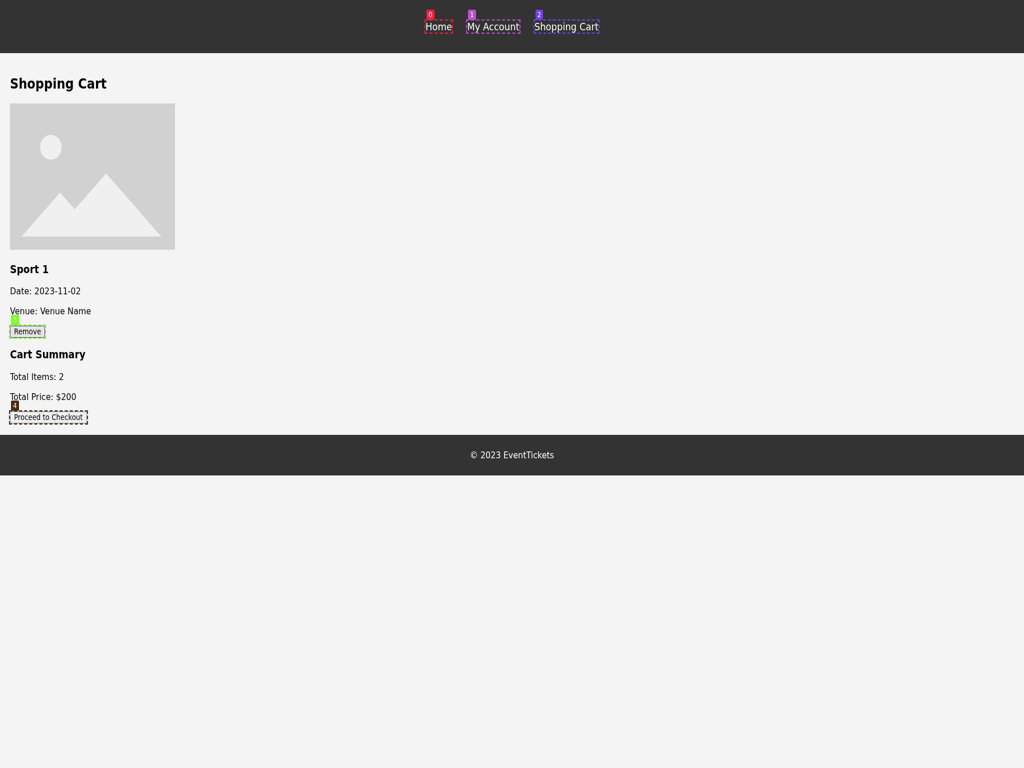 0 1 2
Home My Account Shopping Cart
Shopping Cart
Sport 1
Date: 2023-11-02
Venue: Venue Name
Remove
Cart Summary
Total Items: 2
Total Price: $200
4
Proceed to Checkout
© 2023 EventTickets